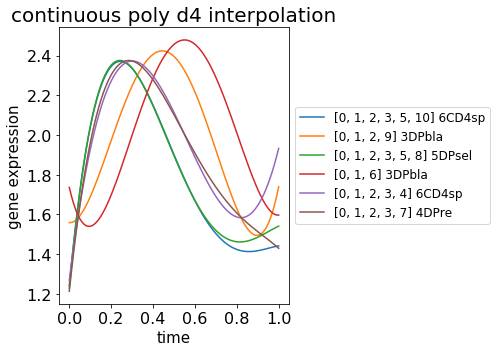 continuous poly d4 interpolation
gene expression
2.4
2.2
2.0
1.8
1.6
1.4
1.2
0.0 0.2 0.4 0.6 0.8 1.0
time
[0, 1, 2, 3, 5, 10] 6CD4sp
[0, 1, 2, 9] 3DPbla
[0, 1, 2, 3, 5, 8] 5DPsel
[0, 1, 6] 3DPbla
[0, 1, 2, 3, 4] 6CD4sp
[0, 1, 2, 3, 7] 4DPre